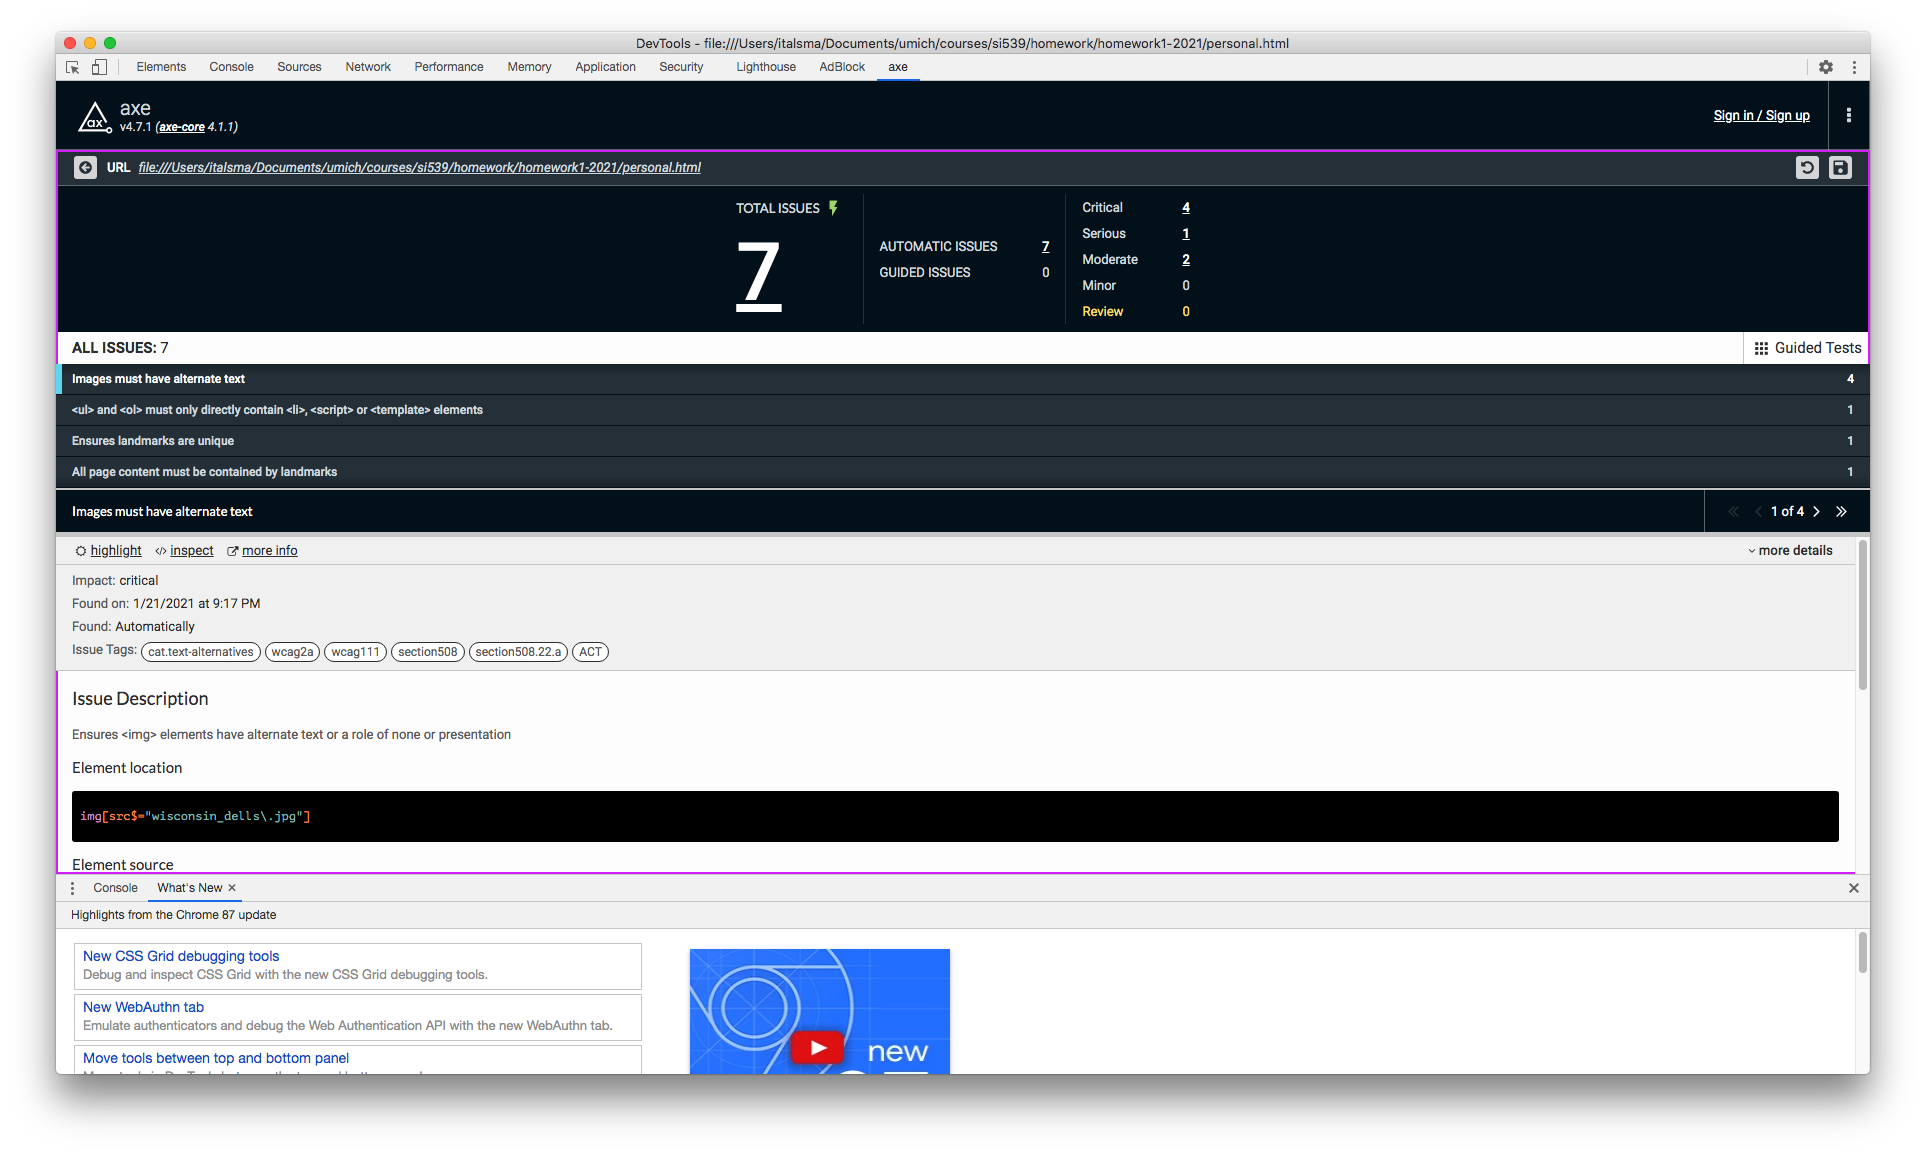 DevTools - file:///Users/italsma/Documents/umich/courses/si539/homework/homework1-2021/personal.html
Elements Console Sources Network Performance Memory Application Security Lighthouse AdBlock axe
ax
axe
v4.7.1 (axe-core 4.1.1)
Sign in / Sign up
URL file:///Users/italsma/Documents/umich/courses/si539/homework/homework1-2021/personal.html
TOTAL ISSUES
7
AUTOMATIC ISSUES 7
GUIDED ISSUES 0
Critical 4
Serious 1
Moderate 2
Minor 0
Review 0
ALL ISSUES: 7
Guided Tests
Images must have alternate text 4
<ul> and <ol> must only directly contain <li>, <script> or <template> elements 1
Ensures landmarks are unique 1
All page content must be contained by landmarks 1
Images must have alternate text
1 of 4
highlight inspect more info
more details
Impact: critical
Found on: 1/21/2021 at 9:17 PM
Found: Automatically
Issue Tags: cat.text-alternatives wcag2a wcag111 section508 section508.22.a ACT
Issue Description
Ensures <img> elements have alternate text or a role of none or presentation
Element location
img[src$="wisconsin_dells\.jpg"]
Element source
Console What's New
Highlights from the Chrome 87 update
New CSS Grid debugging tools
Debug and inspect CSS Grid with the new CSS Grid debugging tools.
New WebAuthn tab
Emulate authenticators and debug the Web Authentication API with the new WebAuthn tab.
Move tools between top and bottom panel
new